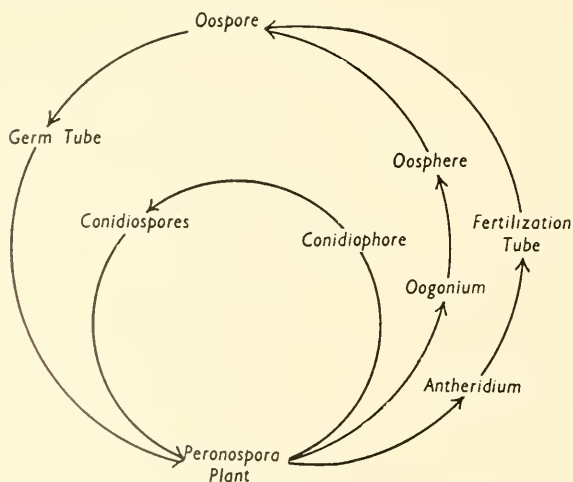 Oospore
Germ Tube
Oosphere
Conidiospores
Conidiophore
Fertilization
Tube
Oogonium
Antheridium
Peronospora
Plant